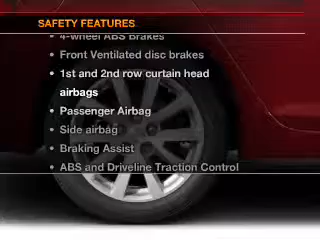 SAFETY FEATURES
• 4-wheel ABS Brakes
• Front Ventilated disc brakes
• 1st and 2nd row curtain head
airbags
• Passenger Airbag
• Side airbag
• Braking Assist
• ABS and Driveline Traction Control